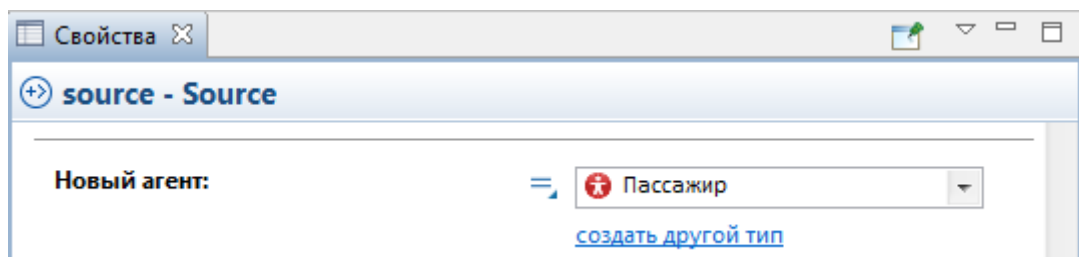 Свойства
source - Source
Новый агент: Пассажир
создать другой тип